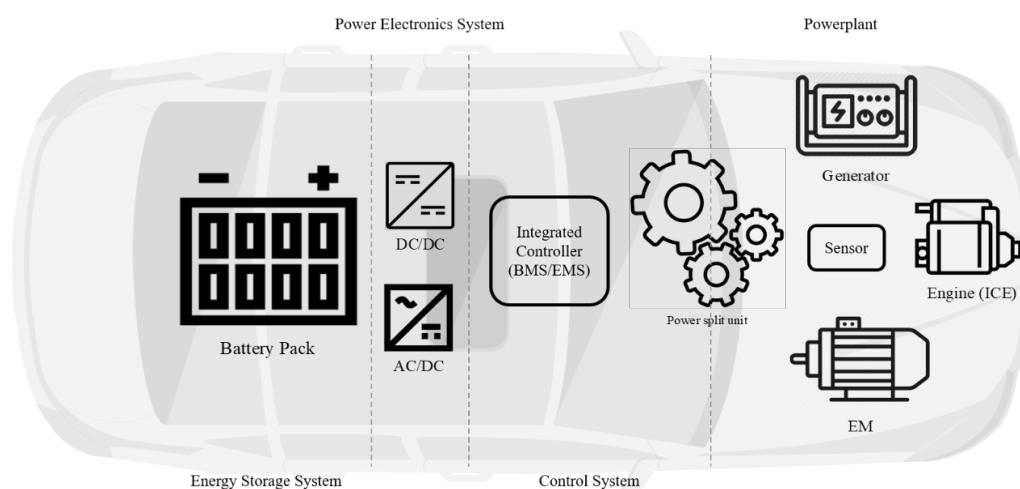 Power Electronics System
Powerplant
Generator
DC/DC
Integrated
Controller
(BMS/EMS)
Sensor
Engine (ICE)
Power split unit
Battery Pack
AC/DC
EM
Energy Storage System
Control System